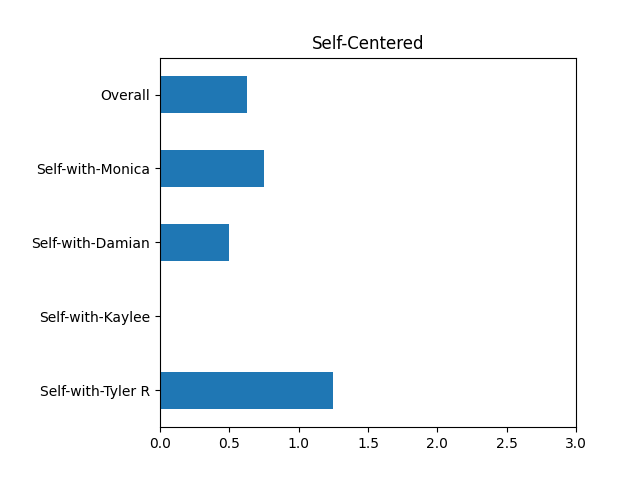 Self-Centered
Overall
Self-with-Monica
Self-with-Damian
Self-with-Kaylee
Self-with-Tyler R
0.0 0.5 1.0 1.5 2.0 2.5 3.0